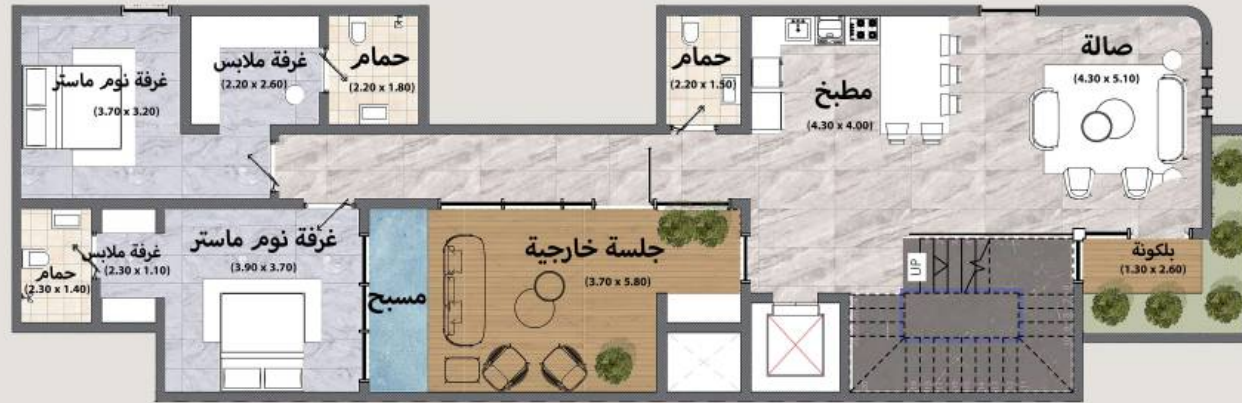 صالة
(4.30 x 5.10)
مطبخ
(4.30 x 4.00)
حمام
(2.20 x 1.50)
حمام
(2.20 x 1.80)
غرفة ملابس
(2.20 x 2.60)
غرفة نوم ماستر
(3.70 x 3.20)
بلكونة
(1.30 x 2.60)
UP
جلسة خارجية
(3.70 x 5.80)
مسبح
غرفة نوم ماستر
(3.90 x 3.70)
غرفة ملابس
(2.30 x 1.10)
حمام
(2.30 x 1.40)